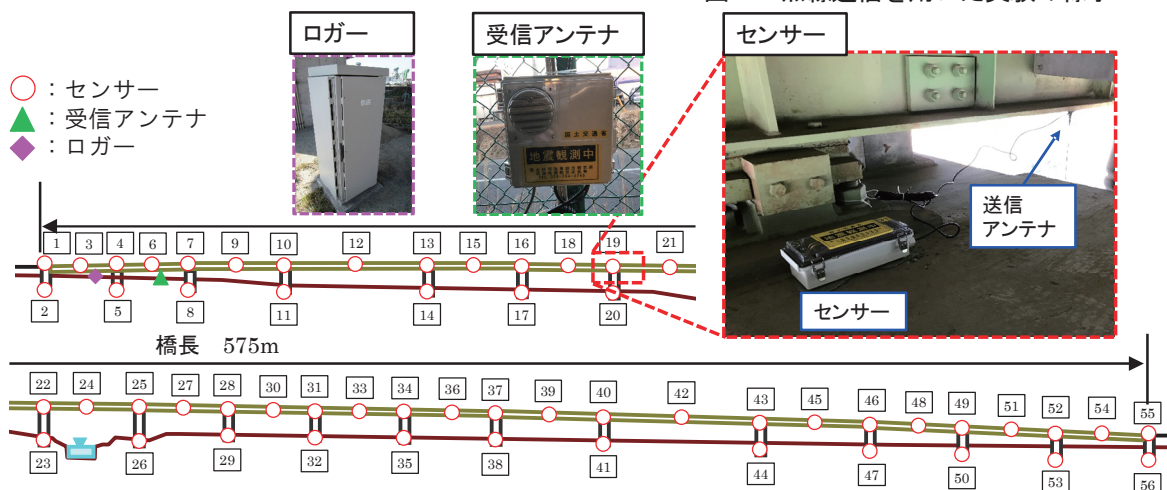 ロガー
受信アンテナ
センサー
：センサー
：受信アンテナ
：ロガー
国土交通省
地震観測中
送信
アンテナ
センサー
1 3 4 6 7 9 10 12 13 15 16 18 19 21
2 5 8 11 14 17 20
橋長 575m
22 24 25 27 28 30 31 33 34 36 37 39 40 42 43 45 46 48 49 51 52 54 55
23 26 29 32 35 38 41 44 47 50 53 56